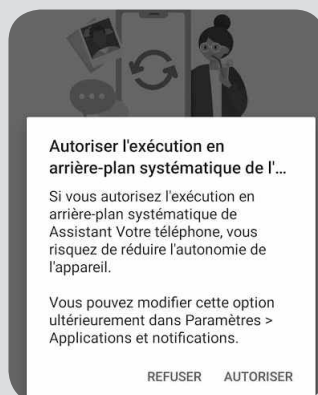 Autoriser l'exécution en
arrière-plan systématique de l'...
Si vous autorisez l'exécution en
arrière-plan systématique de
Assistant Votre téléphone, vous
risquez de réduire l'autonomie de
l'appareil.
Vous pouvez modifier cette option
ultérieurement dans Paramètres >
Applications et notifications.
REFUSER AUTORISER